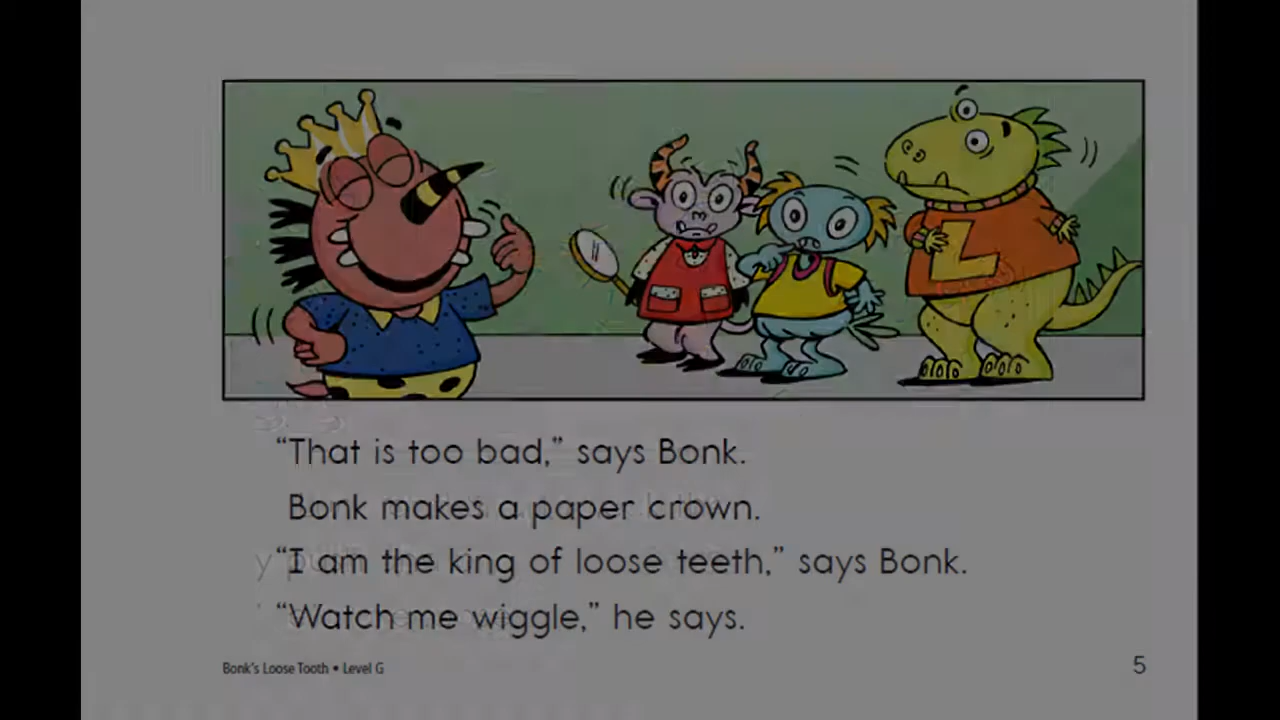 “That is too bad,” says Bonk.
Bonk makes a paper crown.
“I am the king of loose teeth,” says Bonk.
“Watch me wiggle,” he says.
Bonk’s Loose Tooth • Level G
5